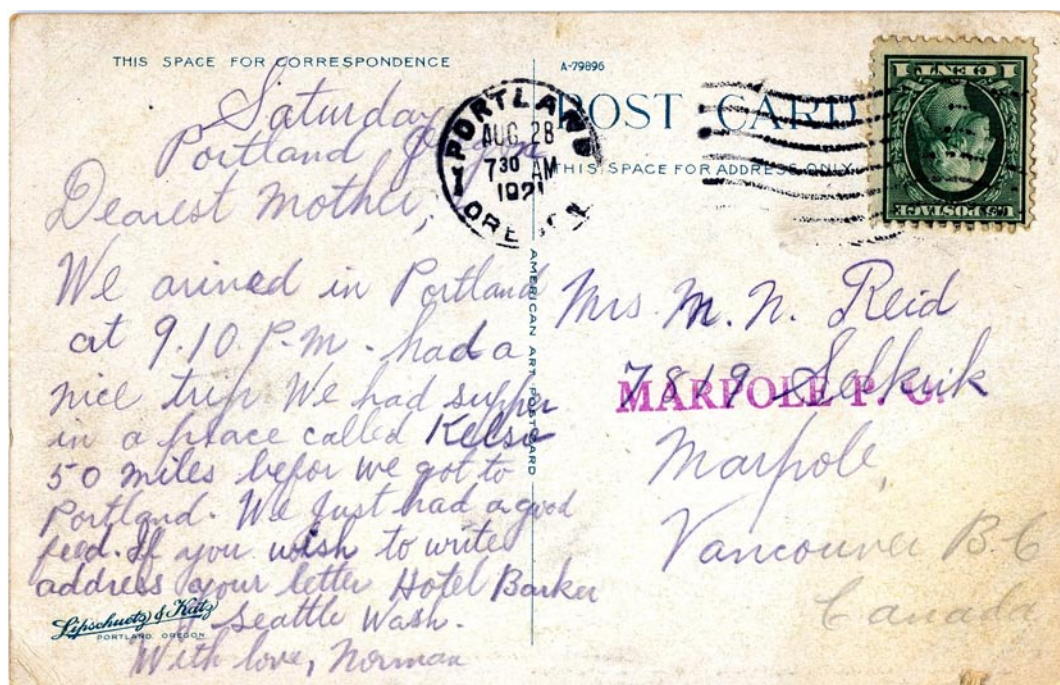 THIS SPACE FOR CORRESPONDENCE
Saturday
Portland Oregon
Dearest Mother,
We arived in Portland
at 9.10. P.M. had a
nice trip We had supper
in a place called Kelso
50 miles befor we got to
Portland. We Just had a good
feed. If you wish to write
address your letter Hotel Barker
Seattle Wash.
With love, Norman
Lipschuetz & Katz
PORTLAND, OREGON
AMERICAN ART POSTCARD
A-79896
POST CARD
THIS SPACE FOR ADDRESS ONLY
PORTLAND
AUG 28
7 30 AM
192
OREGON
U.S. POSTAGE
1 CENT 1
Mrs. M. N. Reid
7819 Selkirk
MARPOLE P. O.
Marpole,
Vancouver B.C
Canada